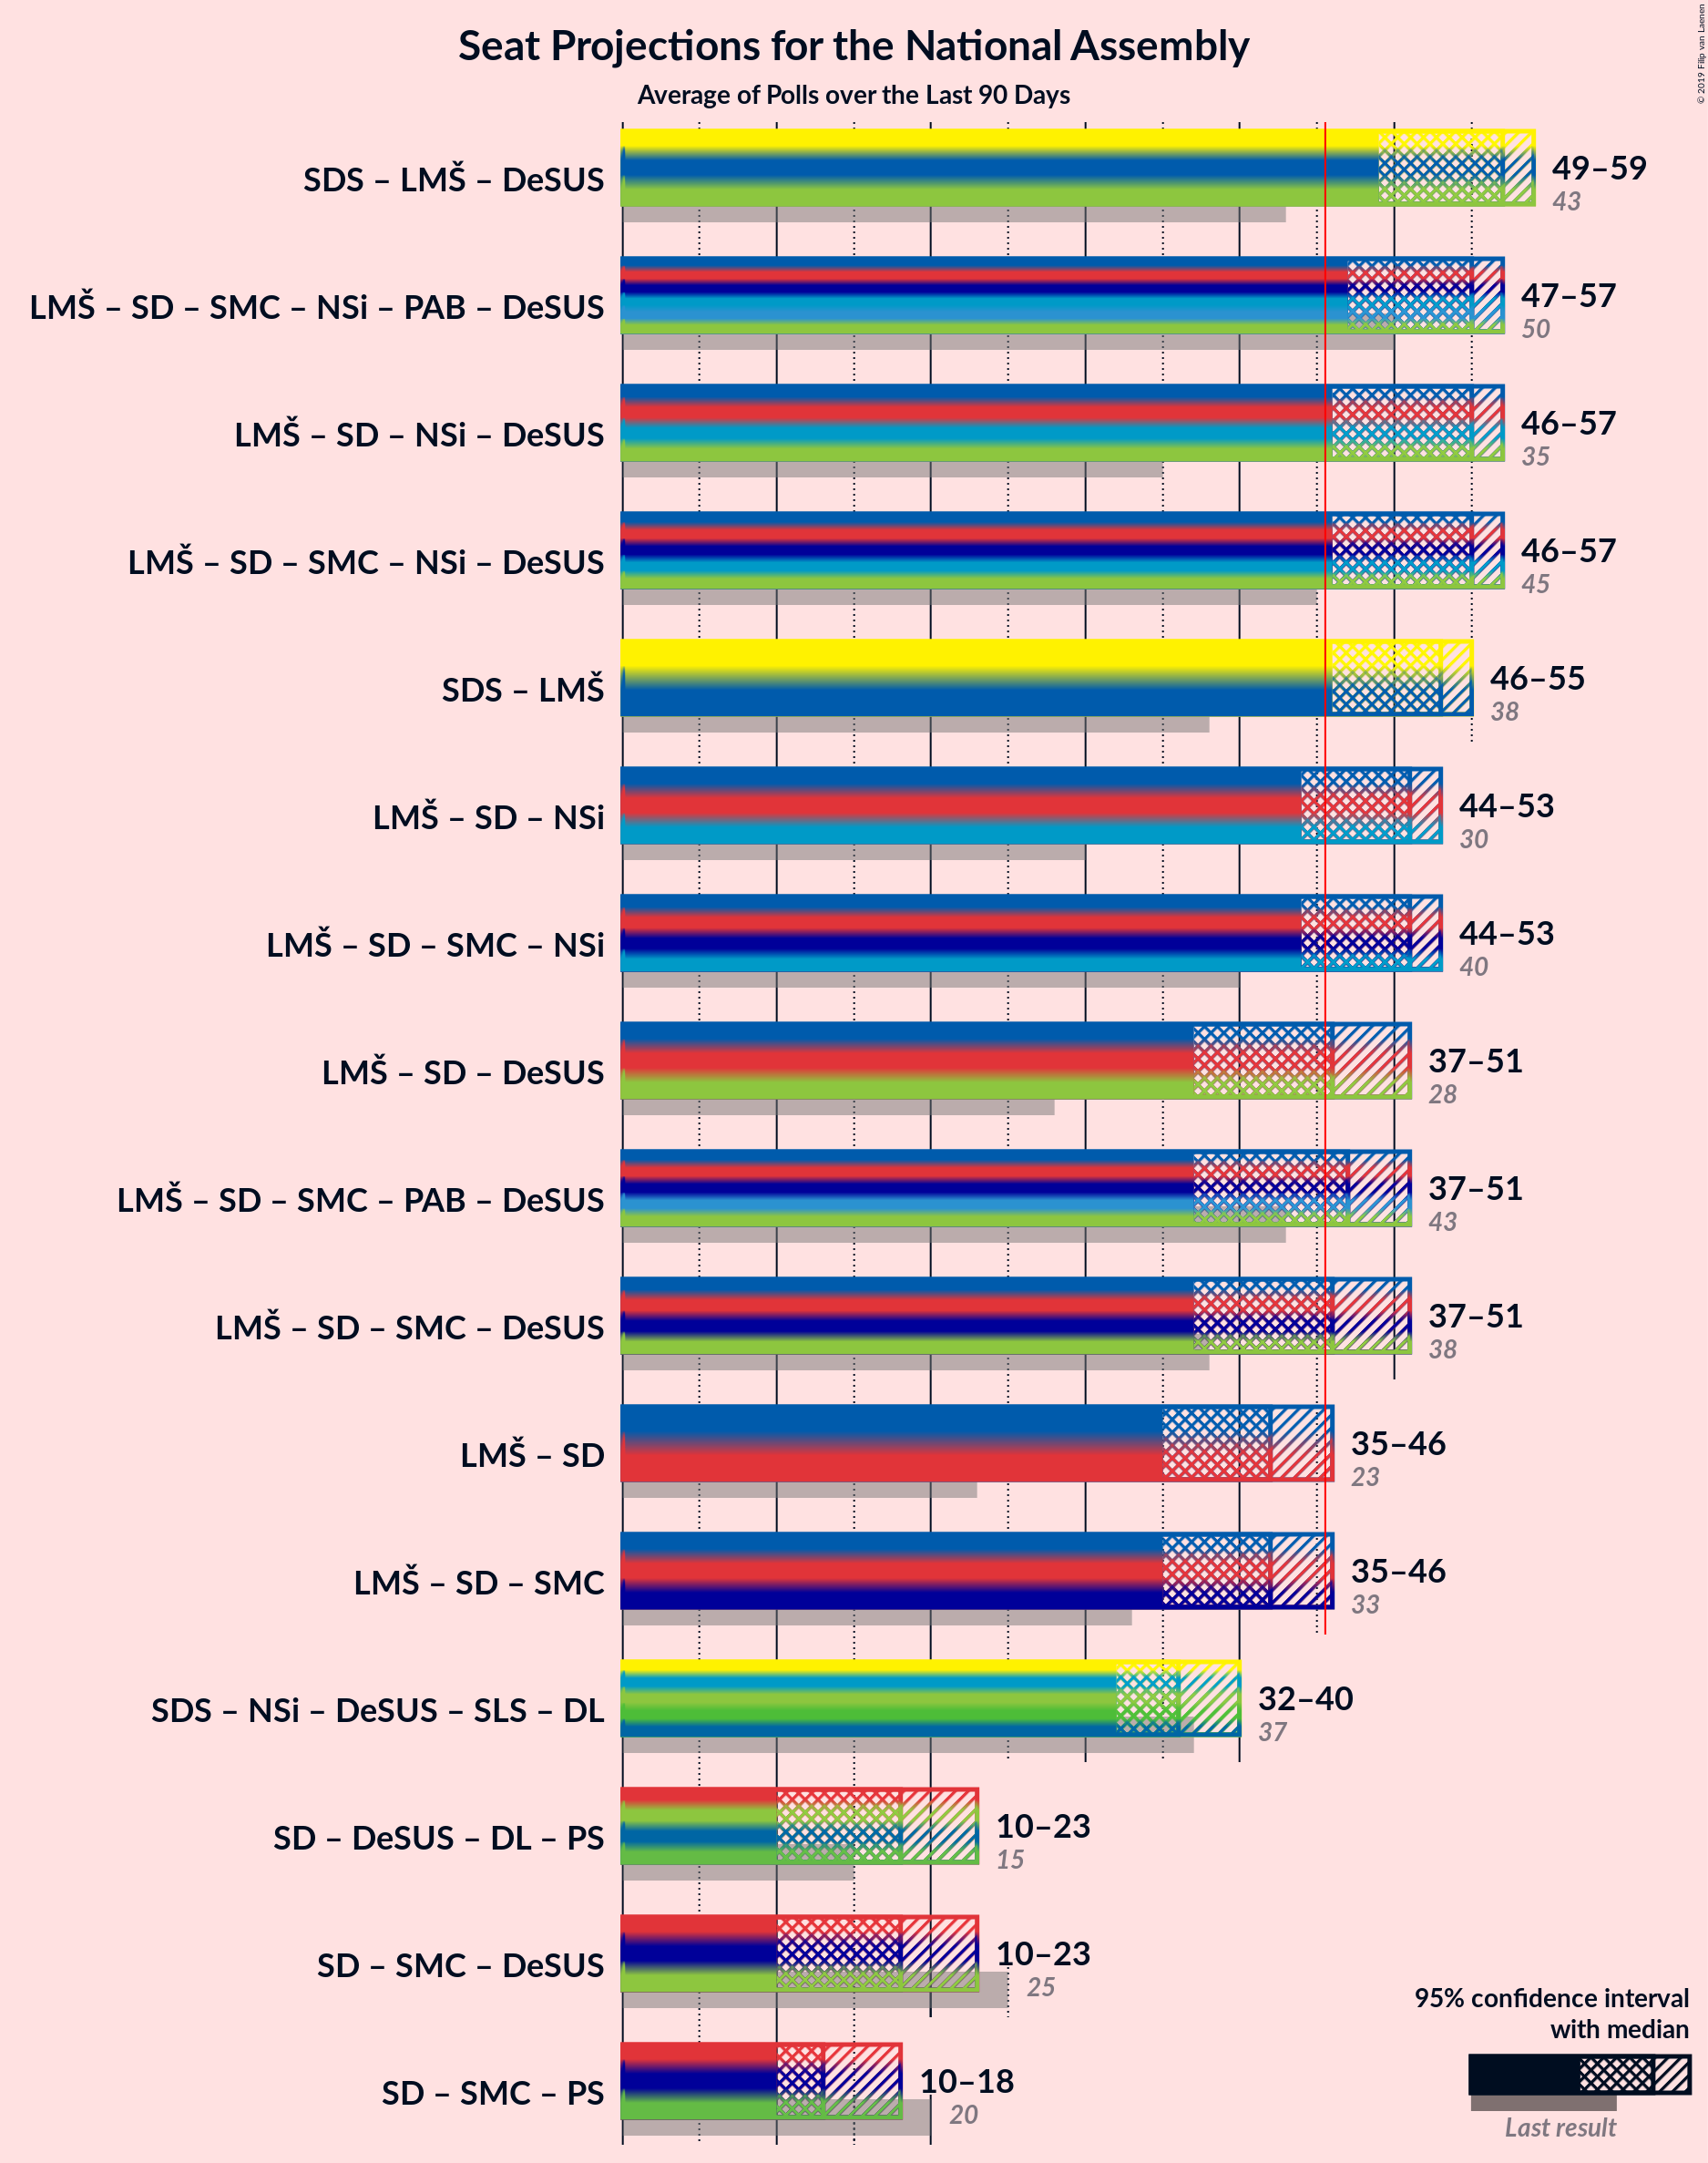 Seat Projections for the National Assembly
Average of Polls over the Last 90 Days
© 2019 Filip van Laenen
SDS – LMŠ – DeSUS
49–59
43
LMŠ – SD – SMC – NSi – PAB – DeSUS
47–57
50
LMŠ – SD – NSi – DeSUS
46–57
35
LMŠ – SD – SMC – NSi – DeSUS
46–57
45
SDS – LMŠ
46–55
38
LMŠ – SD – NSi
44–53
30
LMŠ – SD – SMC – NSi
44–53
40
LMŠ – SD – DeSUS
37–51
28
LMŠ – SD – SMC – PAB – DeSUS
37–51
43
LMŠ – SD – SMC – DeSUS
37–51
38
LMŠ – SD
35–46
23
LMŠ – SD – SMC
35–46
33
SDS – NSi – DeSUS – SLS – DL
32–40
37
SD – DeSUS – DL – PS
10–23
15
SD – SMC – DeSUS
10–23
25
SD – SMC – PS
10–18
20
95% confidence interval
with median
Last result